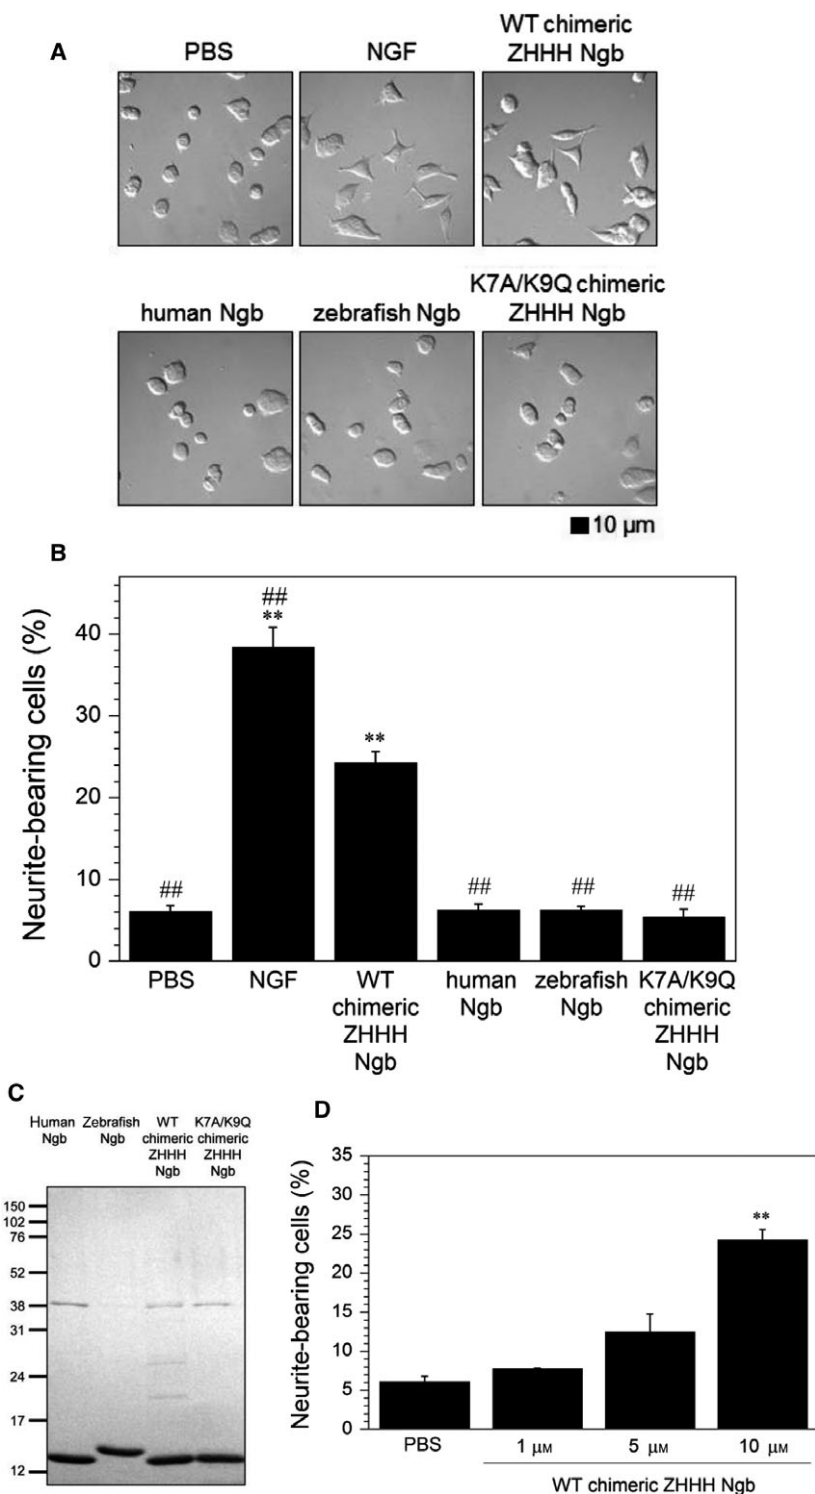 A
PBS
NGF
WT chimeric
ZHHH Ngb
human Ngb
zebrafish Ngb
K7A/K9Q chimeric
ZHHH Ngb
10 µm
B
Neurite-bearing cells (%)
40
30
20
10
0
##
##
**
**
##
##
##
PBS
NGF
WT
chimeric
ZHHH
Ngb
human
Ngb
zebrafish
Ngb
K7A/K9Q
chimeric
ZHHH
Ngb
C
Human
Ngb
Zebrafish
Ngb
WT
chimeric
ZHHH
Ngb
K7A/K9Q
chimeric
ZHHH
Ngb
150
102
76
52
38
31
24
17
12
D
Neurite-bearing cells (%)
35
30
25
20
15
10
5
0
**
PBS
1 µM
5 µM
10 µM
WT chimeric ZHHH Ngb